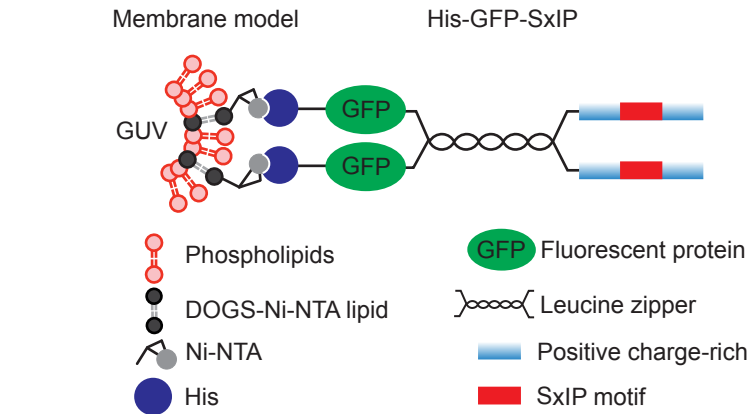 Membrane model
His-GFP-SxIP
GUV
GFP
GFP
Phospholipids
DOGS-Ni-NTA lipid
Ni-NTA
His
GFP Fluorescent protein
Leucine zipper
Positive charge-rich
SxIP motif